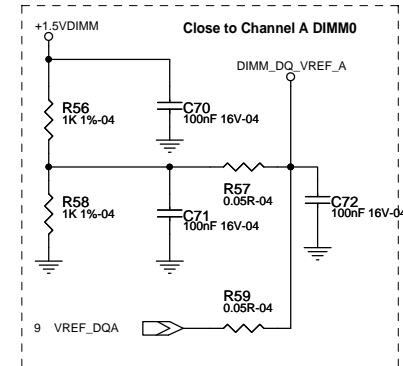 +1.5VDIMM
Close to Channel A DIMM0
DIMM_DQ_VREF_A
R56
1K 1%-04
C70
100nF 16V-04
R58
1K 1%-04
C71
100nF 16V-04
R57
0.05R-04
C72
100nF 16V-04
R59
0.05R-04
9 VREF_DQA